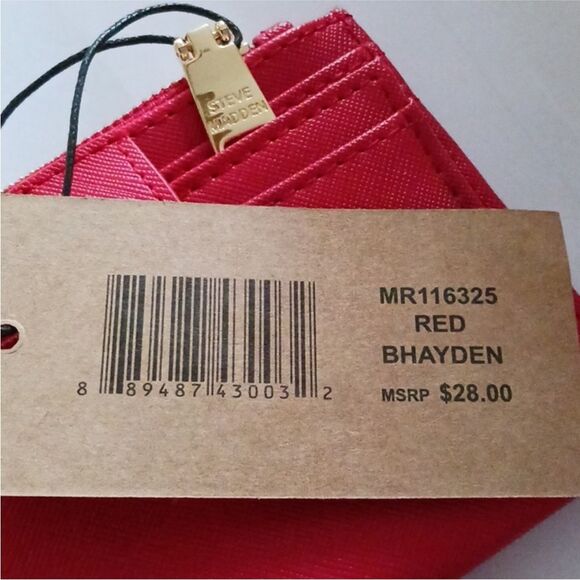 STEVE
MADDEN
MR116325
RED
BHAYDEN
MSRP $28.00
8 89487 43003 2